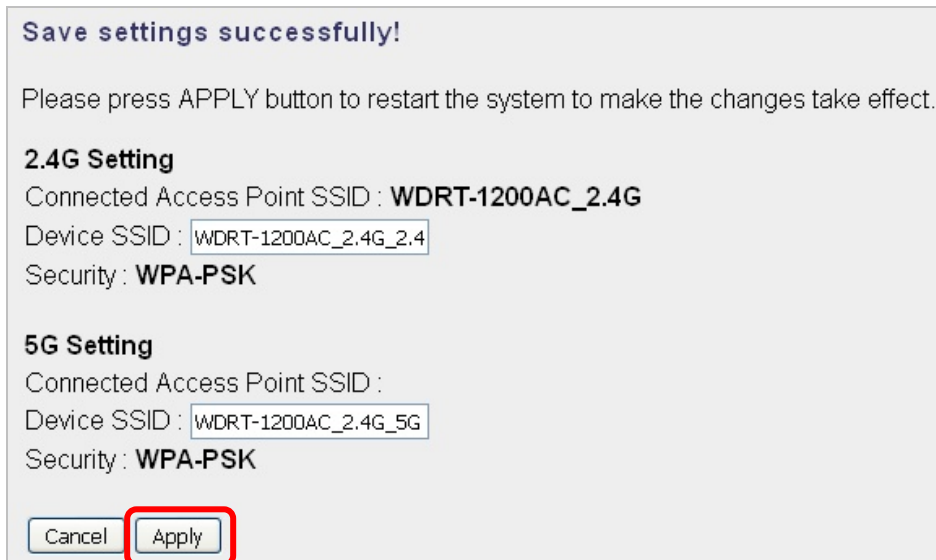 Save settings successfully!
Please press APPLY button to restart the system to make the changes take effect.
2.4G Setting
Connected Access Point SSID : WDRT-1200AC_2.4G
Device SSID : WDRT-1200AC_2.4G_2.4
Security : WPA-PSK
5G Setting
Connected Access Point SSID :
Device SSID : WDRT-1200AC_2.4G_5G
Security : WPA-PSK
Cancel Apply